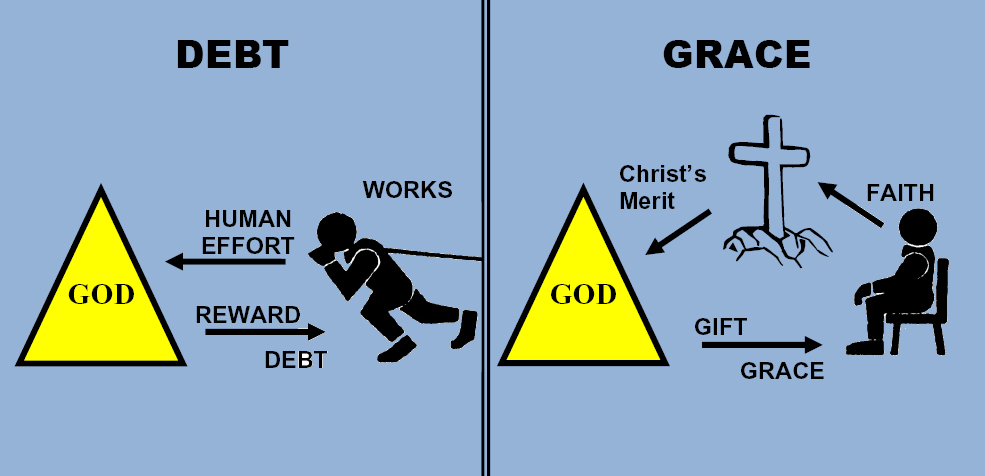 DEBT
WORKS
HUMAN
EFFORT
GOD
REWARD
DEBT
GRACE
Christ's
Merit
FAITH
GOD
GIFT
GRACE